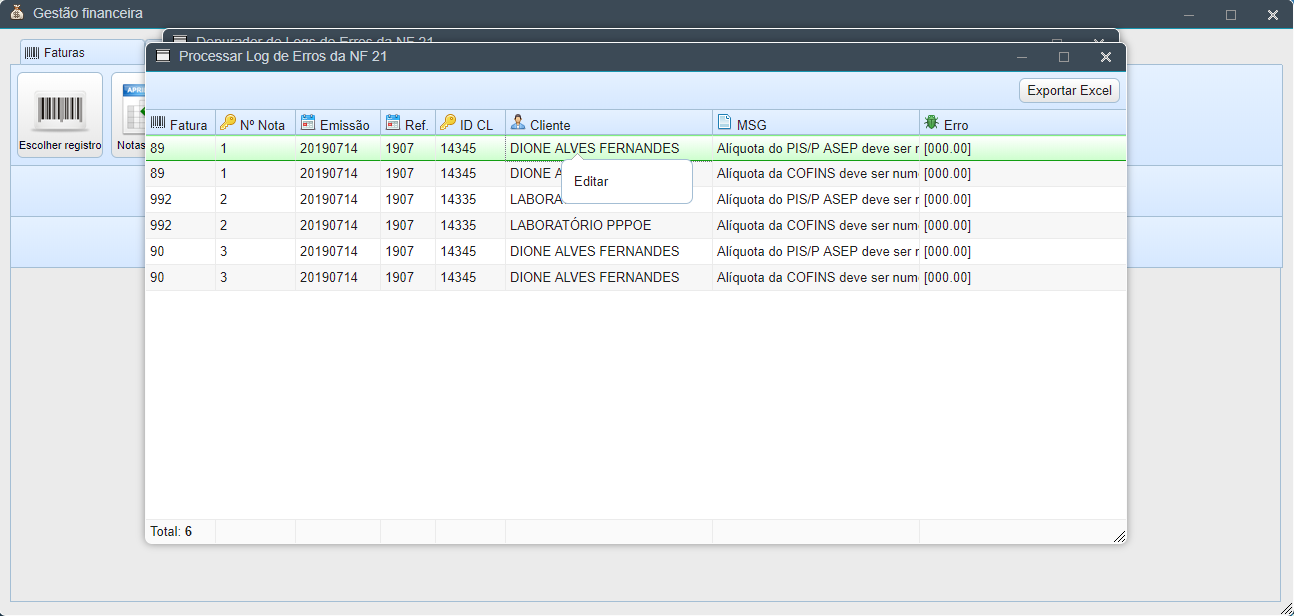 Gestão financeira
Faturas
Depurador de Logs de Erros da NF 21
Processar Log de Erros da NF 21
Exportar Excel
Escolher registro
Notas
Fatura Nº Nota Emissão Ref. ID CL Cliente MSG Erro
89 1 20190714 1907 14345 DIONE ALVES FERNANDES Alíquota do PIS/P ASEP deve ser r [000.00]
89 1 20190714 1907 14345 DIONE A Alíquota da COFINS deve ser num [000.00]
Editar
992 2 20190714 1907 14335 LABORA Alíquota do PIS/P ASEP deve ser r [000.00]
992 2 20190714 1907 14335 LABORATÓRIO PPPOE Alíquota da COFINS deve ser num [000.00]
90 3 20190714 1907 14345 DIONE ALVES FERNANDES Alíquota do PIS/P ASEP deve ser r [000.00]
90 3 20190714 1907 14345 DIONE ALVES FERNANDES Alíquota da COFINS deve ser num [000.00]
Total: 6